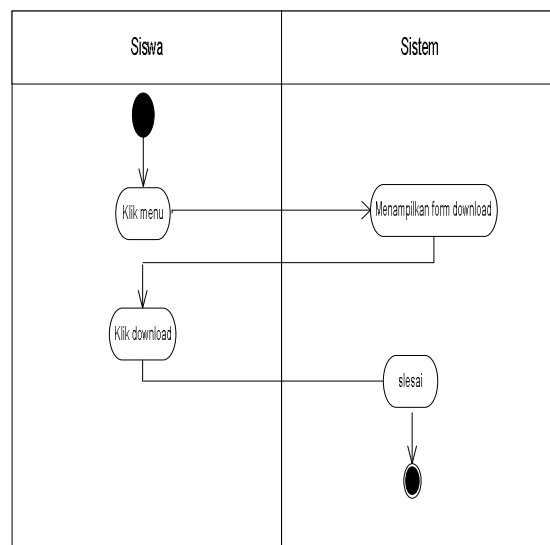 Siswa
Sistem
Klik menu
Menampilkan form download
Klik download
slesai